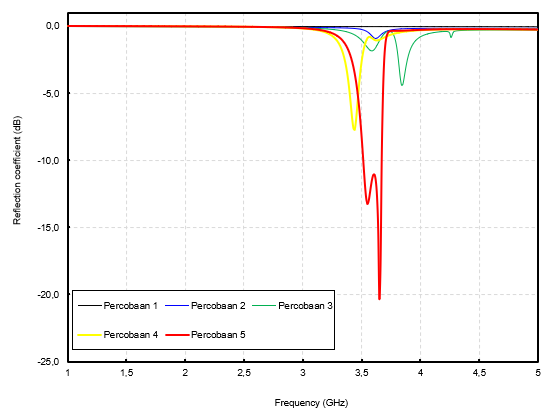 0,0
-5,0
-10,0
-15,0
-20,0
-25,0
Reflection coefficient (dB)
Percobaan 1 Percobaan 2 Percobaan 3
Percobaan 4 Percobaan 5
1 1,5 2 2,5 3 3,5 4 4,5 5
Frequency (GHz)